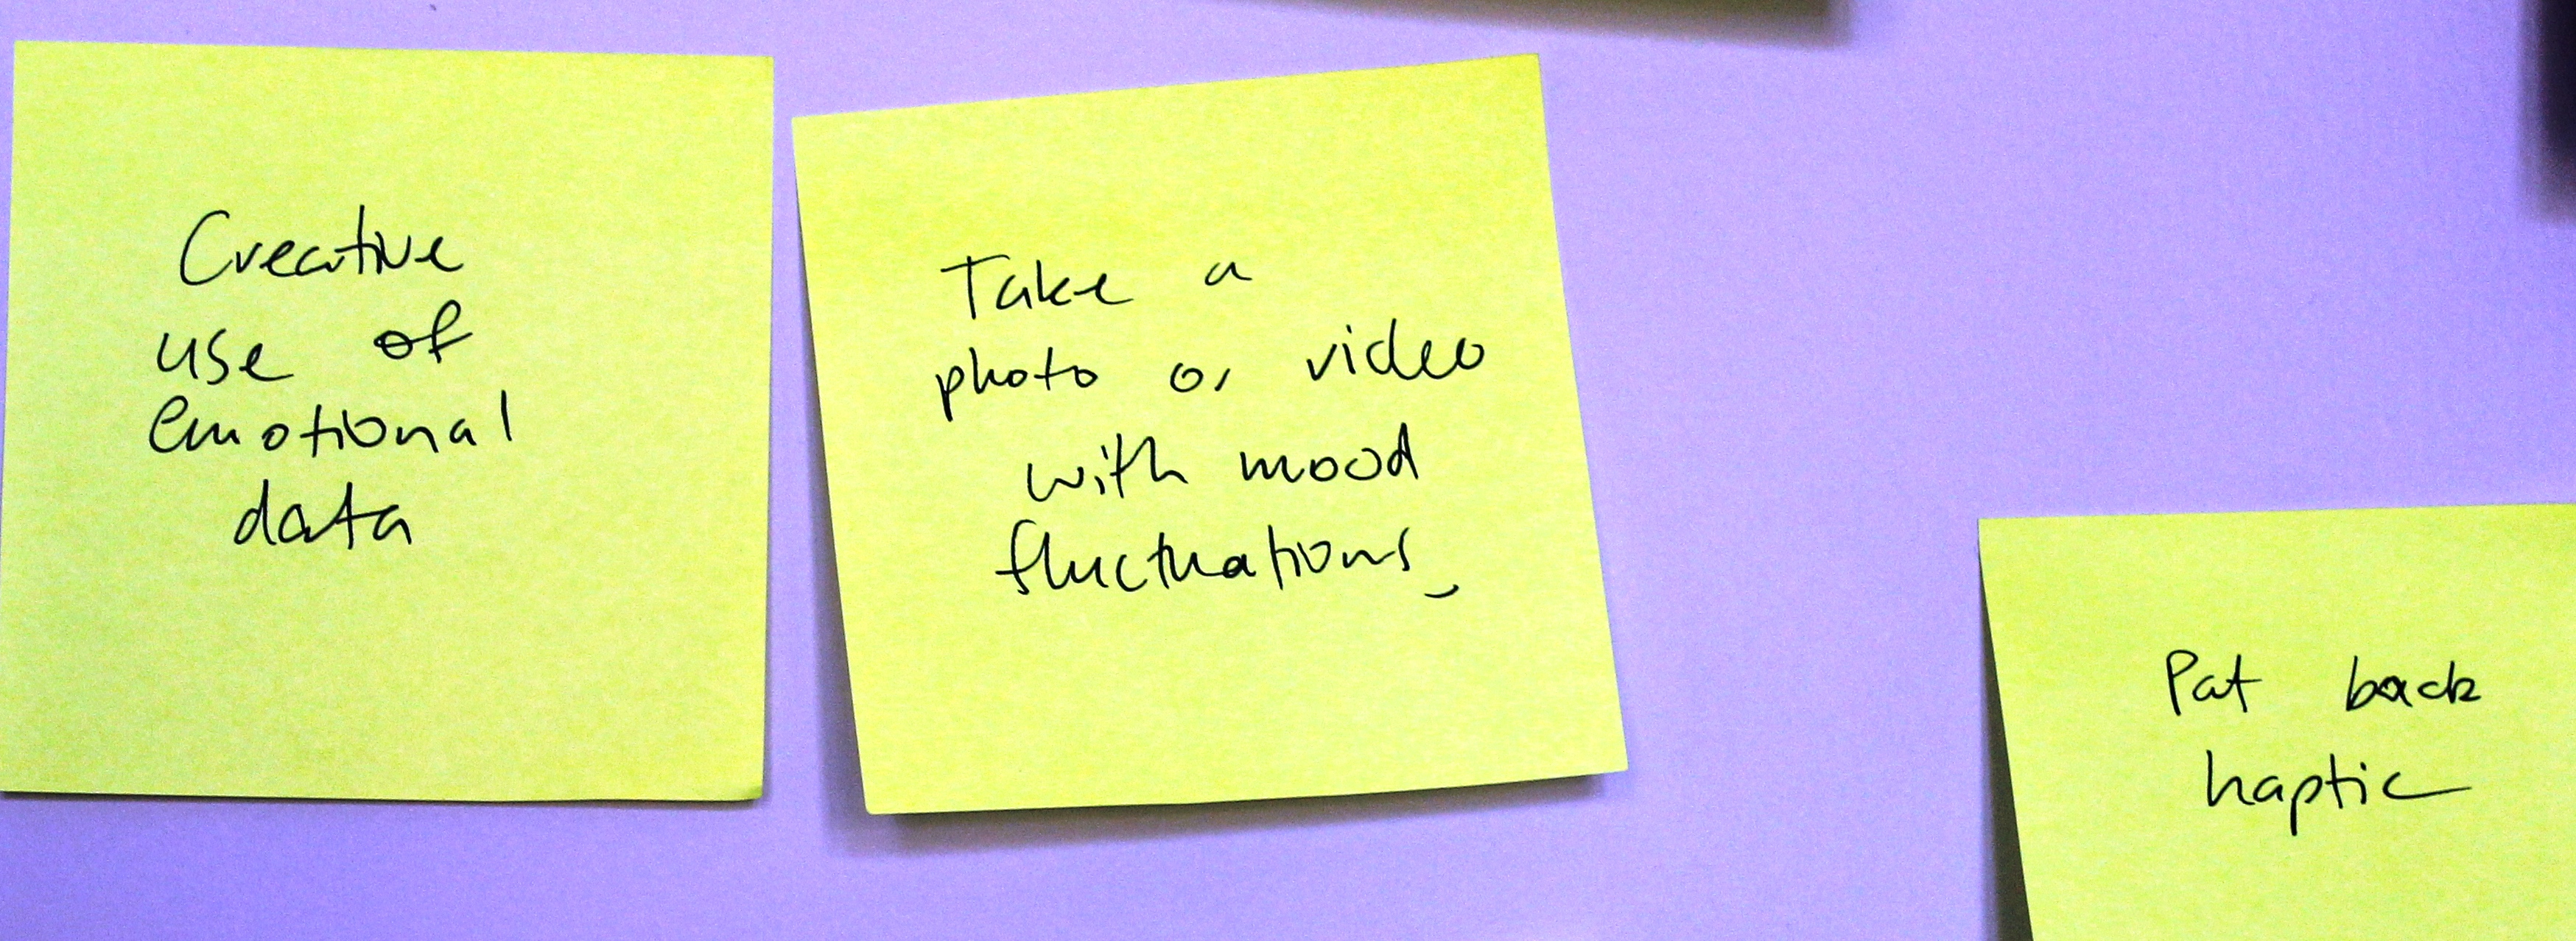 Creative
use of
emotional
data
Take a
photo or video
with mood
fluctuations
Pat back
haptic